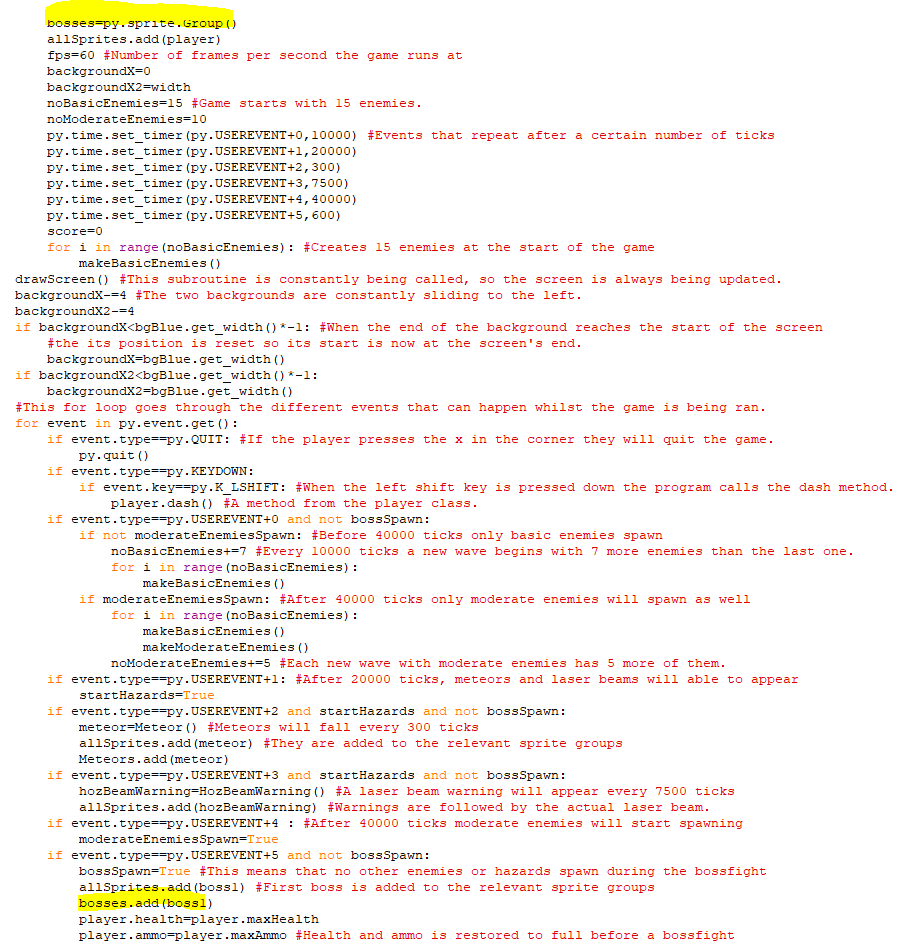 bosses=py.sprite.Group()
allSprites.add(player)
fps=60 #Number of frames per second the game runs at
backgroundX=0
backgroundX2=width
noBasicEnemies=15 #Game starts with 15 enemies.
noModerateEnemies=10
py.time.set_timer(py.USEREVENT+0,10000) #Events that repeat after a certain number of ticks
py.time.set_timer(py.USEREVENT+1,20000)
py.time.set_timer(py.USEREVENT+2,300)
py.time.set_timer(py.USEREVENT+3,7500)
py.time.set_timer(py.USEREVENT+4,40000)
py.time.set_timer(py.USEREVENT+5,600)
score=0
for i in range(noBasicEnemies): #Creates 15 enemies at the start of the game
makeBasicEnemies()
drawScreen() #This subroutine is constantly being called, so the screen is always being updated.
backgroundX-=4 #The two backgrounds are constantly sliding to the left.
backgroundX2-=4
if backgroundX<bgBlue.get_width()*-1: #When the end of the background reaches the start of the screen
#the its position is reset so its start is now at the screen's end.
backgroundX=bgBlue.get_width()
if backgroundX2<bgBlue.get_width()*-1:
backgroundX2=bgBlue.get_width()
#This for loop goes through the different events that can happen whilst the game is being ran.
for event in py.event.get():
if event.type==py.QUIT: #If the player presses the x in the corner they will quit the game.
py.quit()
if event.type==py.KEYDOWN:
if event.key==py.K_LSHIFT: #When the left shift key is pressed down the program calls the dash method.
player.dash() #A method from the player class.
if event.type==py.USEREVENT+0 and not bossSpawn:
if not moderateEnemiesSpawn: #Before 40000 ticks only basic enemies spawn
noBasicEnemies+=7 #Every 10000 ticks a new wave begins with 7 more enemies than the last one.
for i in range(noBasicEnemies):
makeBasicEnemies()
if moderateEnemiesSpawn: #After 40000 ticks only moderate enemies will spawn as well
for i in range(noBasicEnemies):
makeBasicEnemies()
makeModerateEnemies()
noModerateEnemies+=5 #Each new wave with moderate enemies has 5 more of them.
if event.type==py.USEREVENT+1: #After 20000 ticks, meteors and laser beams will able to appear
startHazards=True
if event.type==py.USEREVENT+2 and startHazards and not bossSpawn:
meteor=Meteor() #Meteors will fall every 300 ticks
allSprites.add(meteor) #They are added to the relevant sprite groups
Meteors.add(meteor)
if event.type==py.USEREVENT+3 and startHazards and not bossSpawn:
hozBeamWarning=HozBeamWarning() #A laser beam warning will appear every 7500 ticks
allSprites.add(hozBeamWarning) #Warnings are followed by the actual laser beam.
if event.type==py.USEREVENT+4 : #After 40000 ticks moderate enemies will start spawning
moderateEnemiesSpawn=True
if event.type==py.USEREVENT+5 and not bossSpawn:
bossSpawn=True #This means that no other enemies or hazards spawn during the bossfight
allSprites.add(boss1) #First boss is added to the relevant sprite groups
bosses.add(boss1)
player.health=player.maxHealth
player.ammo=player.maxAmmo #Health and ammo is restored to full before a bossfight